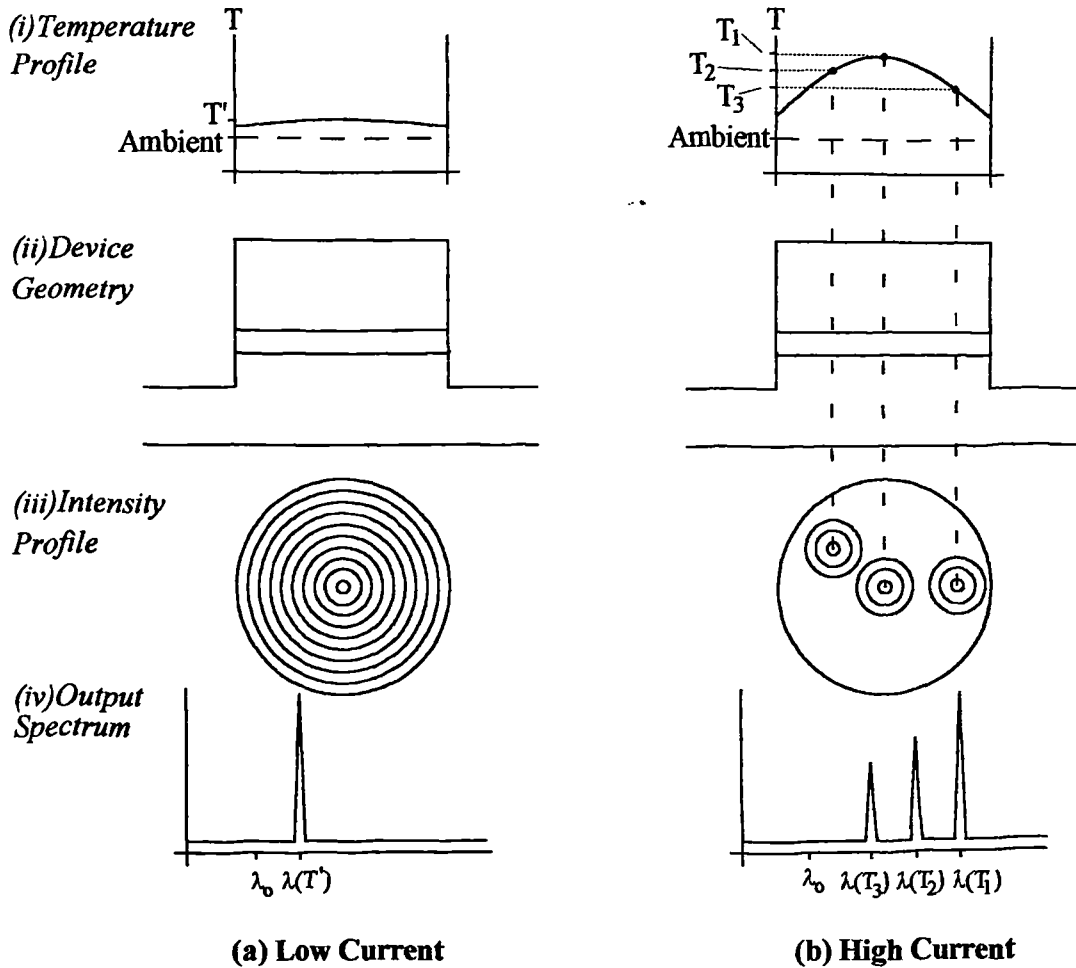 (i)Temperature
Profile
T
T'
Ambient
T
T₁
T₂
T₃
Ambient
(ii)Device
Geometry
(iii)Intensity
Profile
(iv)Output
Spectrum
λ₀ λ(T')
λ₀ λ(T₃) λ(T₂) λ(T₁)
(a) Low Current
(b) High Current